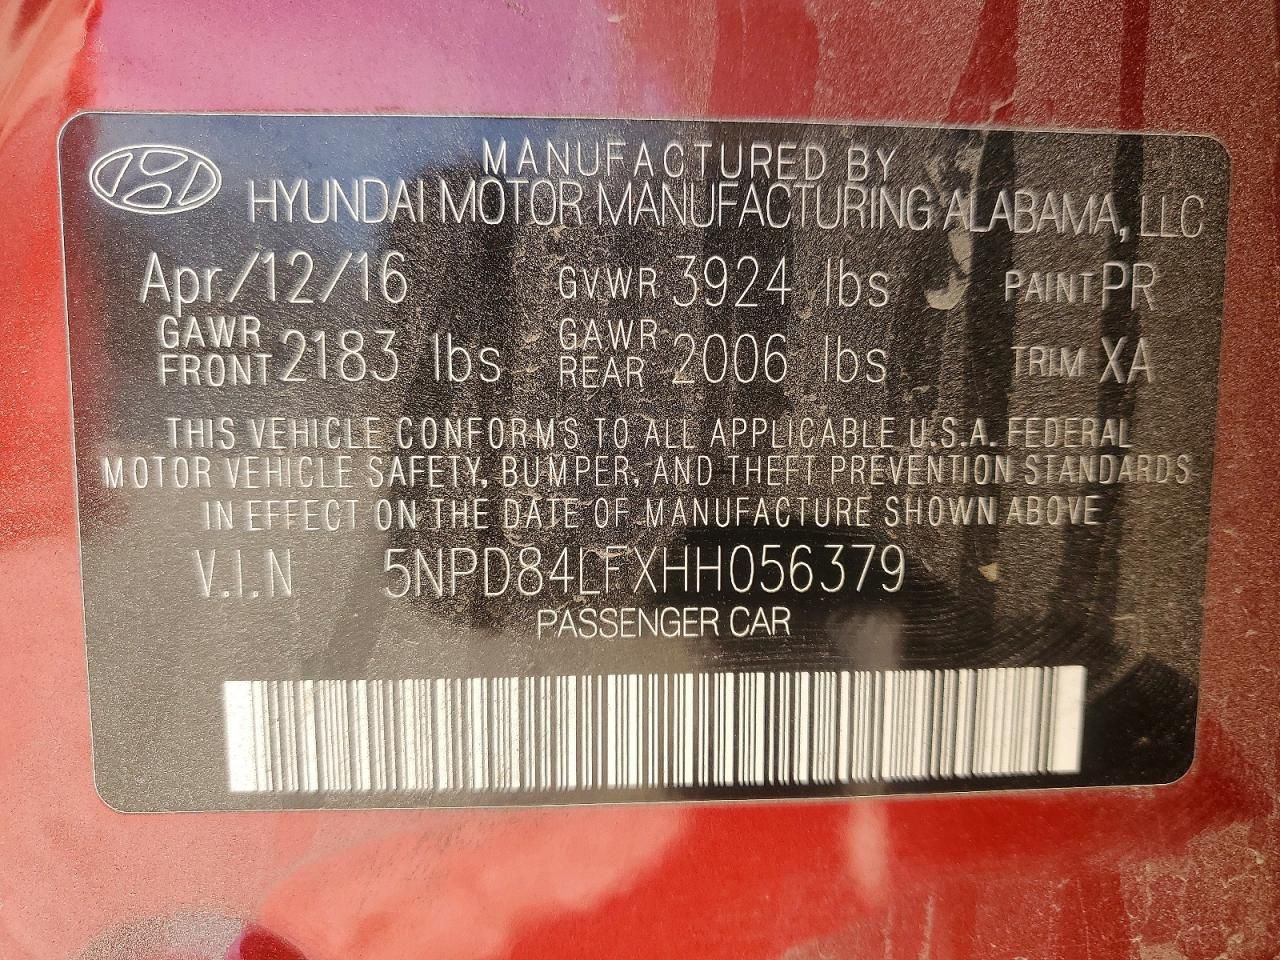 MANUFACTURED BY
HYUNDAI MOTOR MANUFACTURING ALABAMA, LLC
Apr/12/16 GVWR 3924 lbs PAINT PR
GAWR FRONT 2183 lbs GAWR REAR 2006 lbs TRIM XA
THIS VEHICLE CONFORMS TO ALL APPLICABLE U.S.A. FEDERAL
MOTOR VEHICLE SAFETY, BUMPER, AND THEFT PREVENTION STANDARDS
IN EFFECT ON THE DATE OF MANUFACTURE SHOWN ABOVE
V.I.N 5NPD84LFXHH056379
PASSENGER CAR